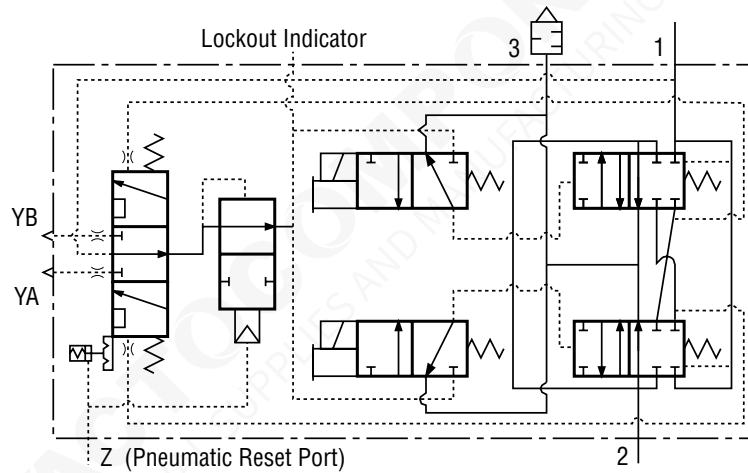 Lockout Indicator
3
1
YB
YA
Z (Pneumatic Reset Port)
2